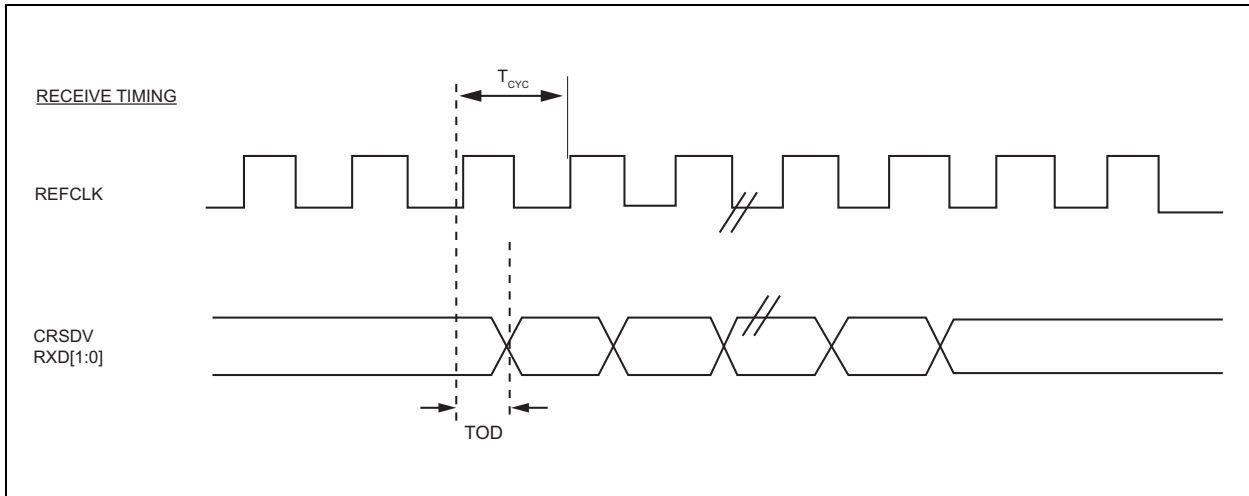 T_CYC
RECEIVE TIMING
REFCLK
CRSDV
RXD[1:0]
TOD